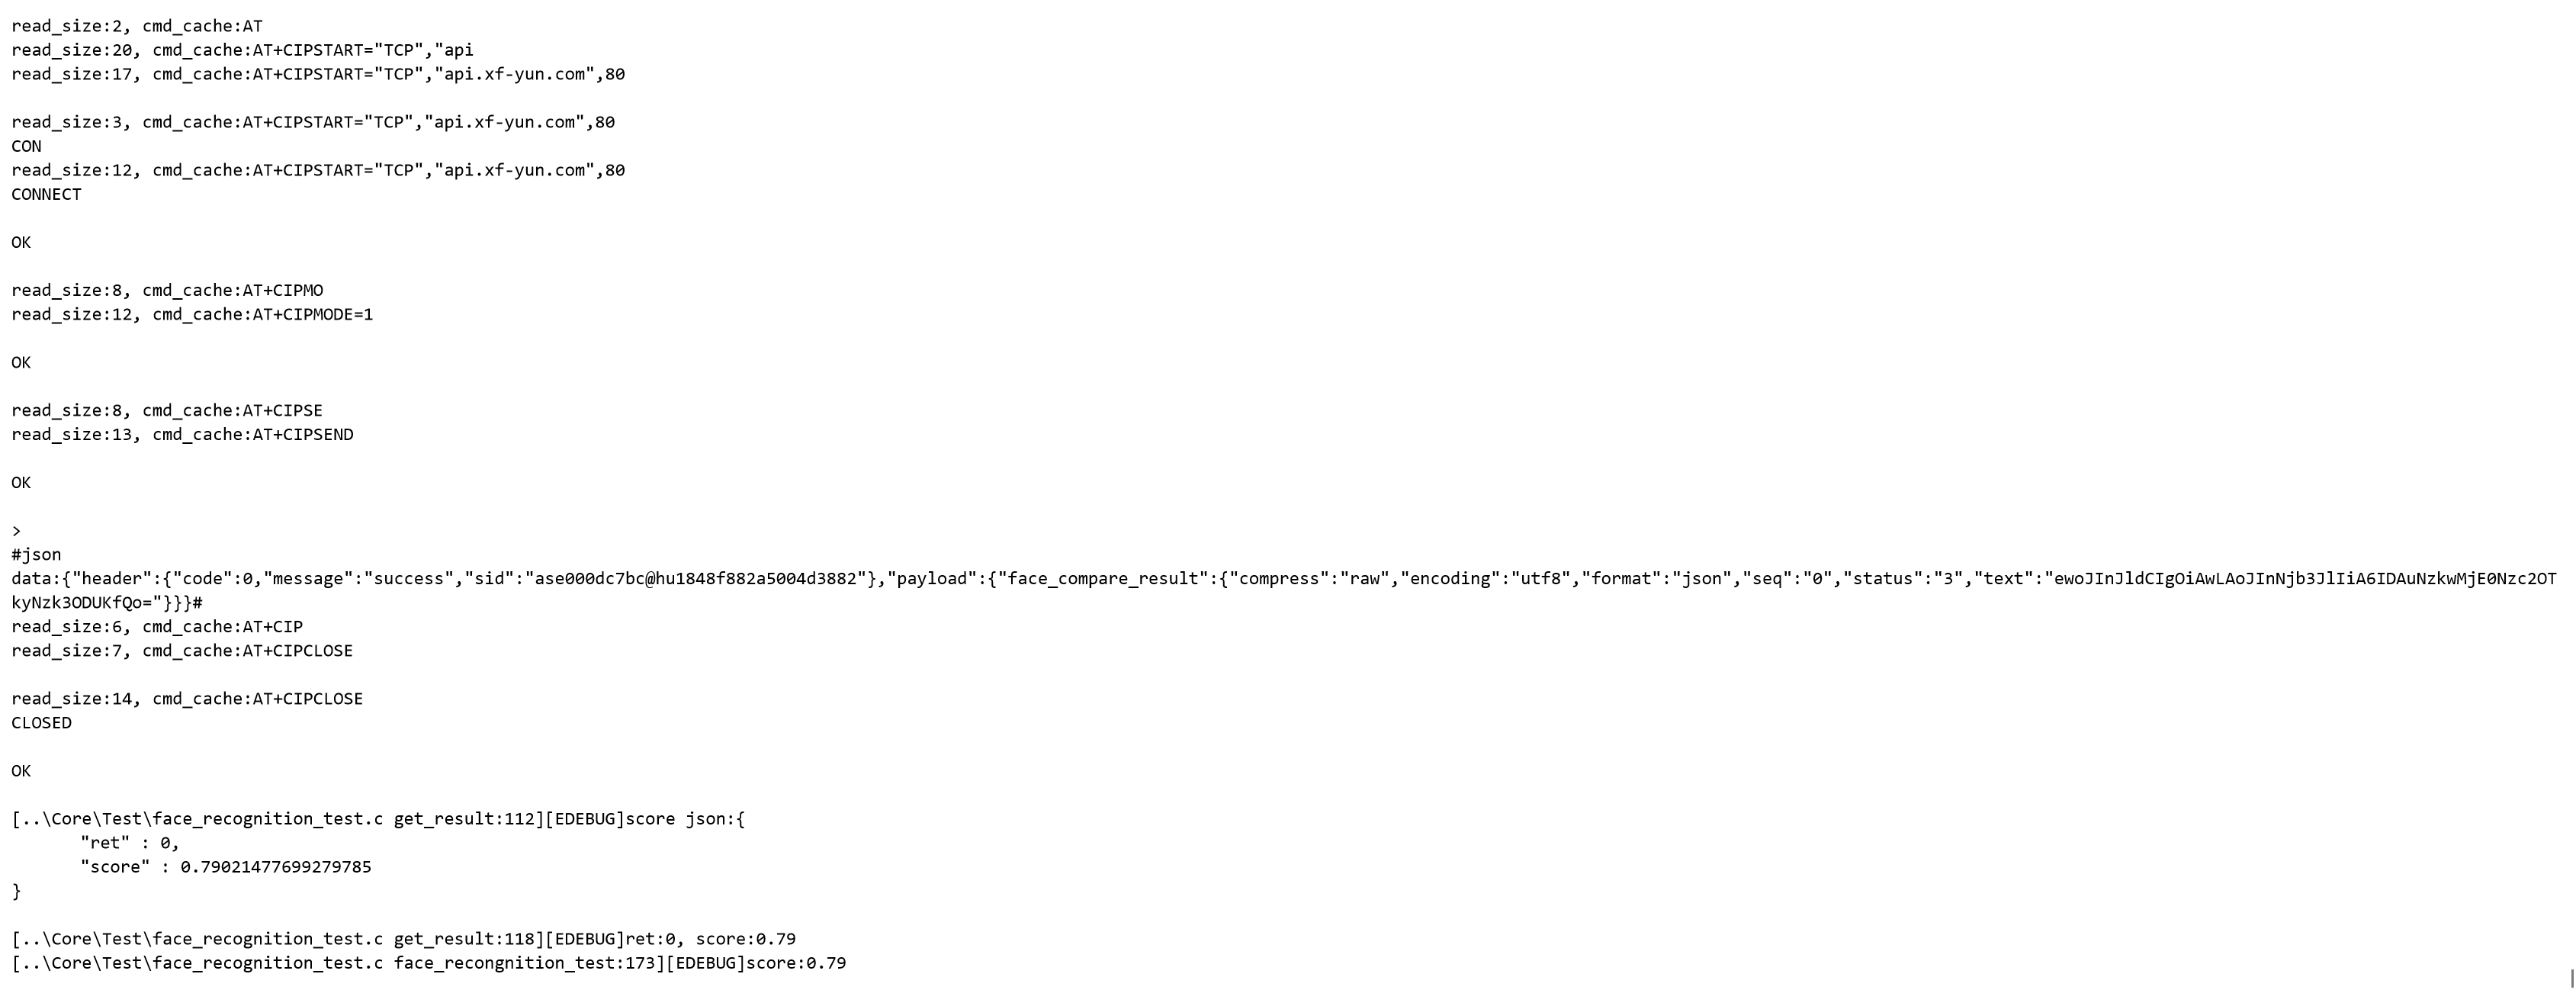 read_size:2, cmd_cache:AT
read_size:20, cmd_cache:AT+CIPSTART="TCP","api
read_size:17, cmd_cache:AT+CIPSTART="TCP","api.xf-yun.com",80
read_size:3, cmd_cache:AT+CIPSTART="TCP","api.xf-yun.com",80
CON
read_size:12, cmd_cache:AT+CIPSTART="TCP","api.xf-yun.com",80
CONNECT
OK
read_size:8, cmd_cache:AT+CIPMO
read_size:12, cmd_cache:AT+CIPMODE=1
OK
read_size:8, cmd_cache:AT+CIPSE
read_size:13, cmd_cache:AT+CIPSEND
OK
>
#json
data:{"header":{"code":0,"message":"success","sid":"ase000dc7bc@hu1848f882a5004d3882"},"payload":{"face_compare_result":{"compress":"raw","encoding":"utf8","format":"json","seq":"0","status":"3","text":"ewoJInJldCIgOiAwLAoJInNjb3JlIiA6IDAuNzkwMjE0Nzc2OT
kyNzk3ODUKfQo="}}}#
read_size:6, cmd_cache:AT+CIP
read_size:7, cmd_cache:AT+CIPCLOSE
read_size:14, cmd_cache:AT+CIPCLOSE
CLOSED
OK
[..\Core\Test\face_recognition_test.c get_result:112][EDEBUG]score json:{
"ret" : 0,
"score" : 0.79021477699279785
}
[..\Core\Test\face_recognition_test.c get_result:118][EDEBUG]ret:0, score:0.79
[..\Core\Test\face_recognition_test.c face_recongnition_test:173][EDEBUG]score:0.79